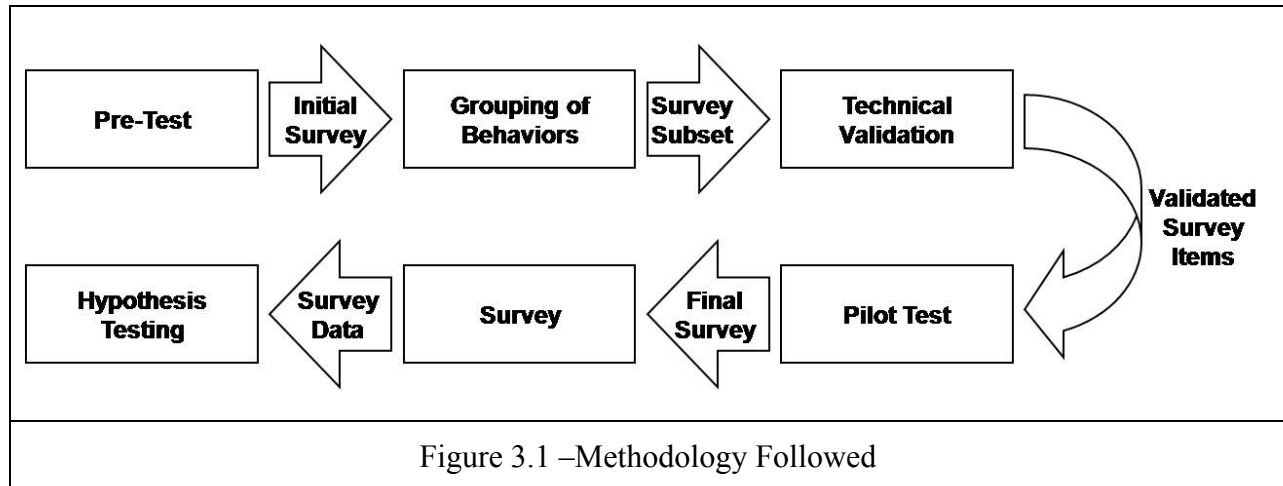 Pre-Test
Initial
Survey
Grouping of
Behaviors
Survey
Subset
Technical
Validation
Validated
Survey
Items
Pilot Test
Final
Survey
Survey
Survey
Data
Hypothesis
Testing
Figure 3.1 –Methodology Followed